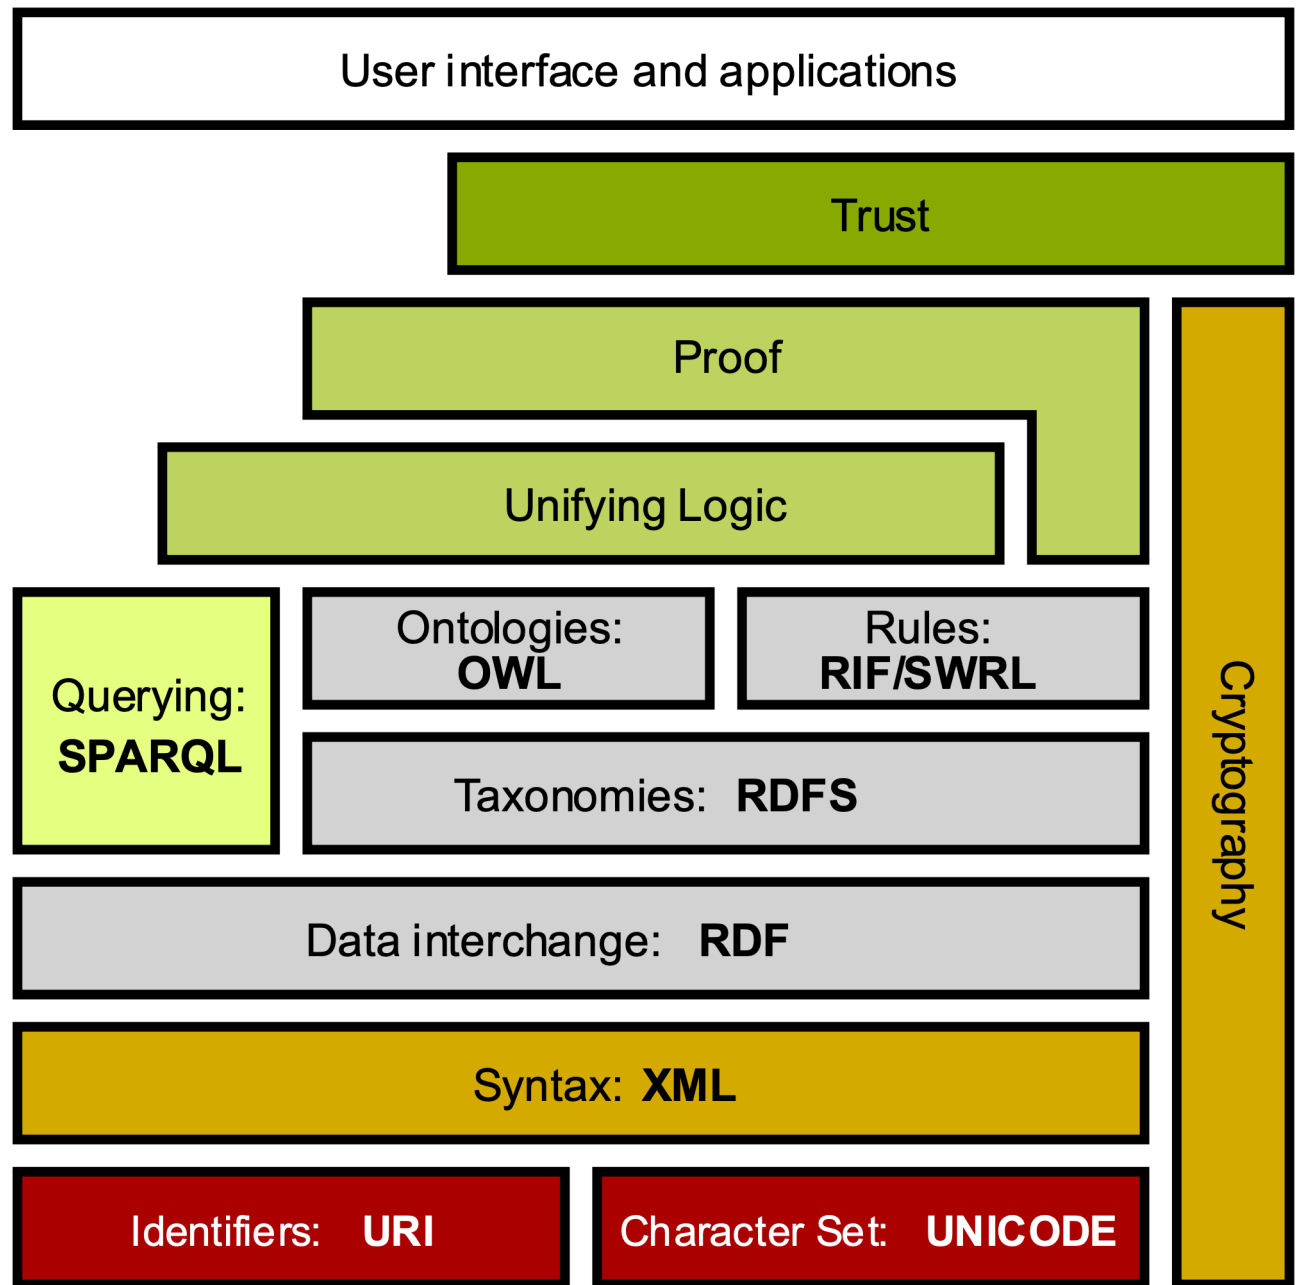 User interface and applications
Trust
Proof
Unifying Logic
Ontologies:
OWL
Rules:
RIF/SWRL
Querying:
SPARQL
Taxonomies: RDFS
Cryptography
Data interchange: RDF
Syntax: XML
Identifiers: URI
Character Set: UNICODE